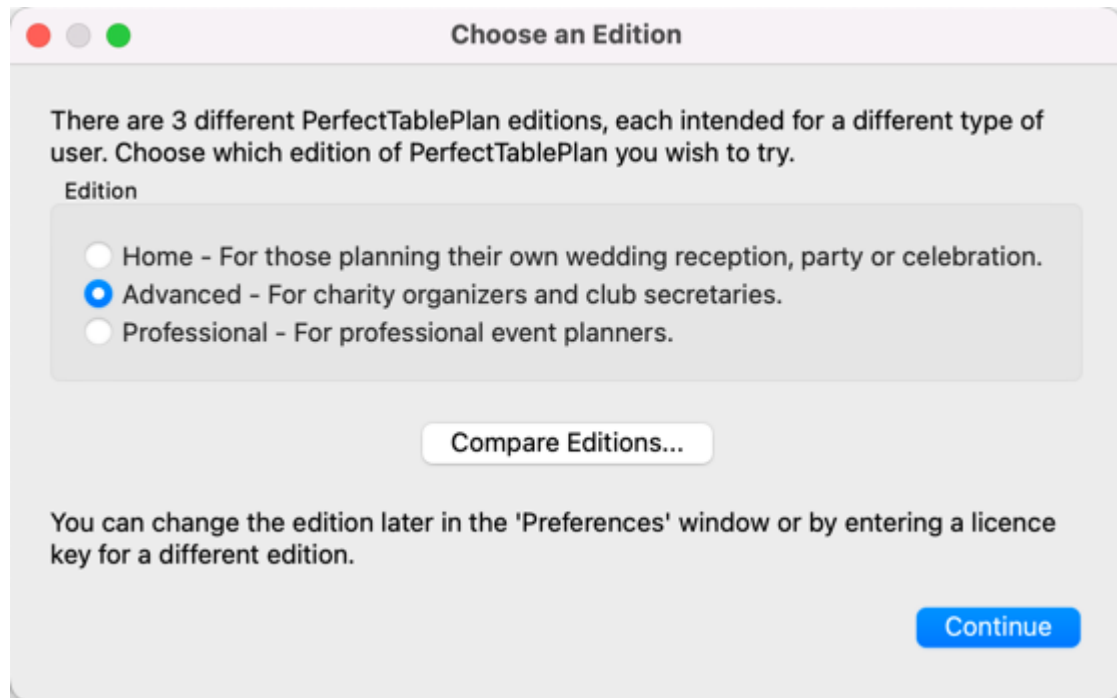 Choose an Edition
There are 3 different PerfectTablePlan editions, each intended for a different type of
user. Choose which edition of PerfectTablePlan you wish to try.
Edition
Home - For those planning their own wedding reception, party or celebration.
Advanced - For charity organizers and club secretaries.
Professional - For professional event planners.
Compare Editions...
You can change the edition later in the 'Preferences' window or by entering a licence
key for a different edition.
Continue